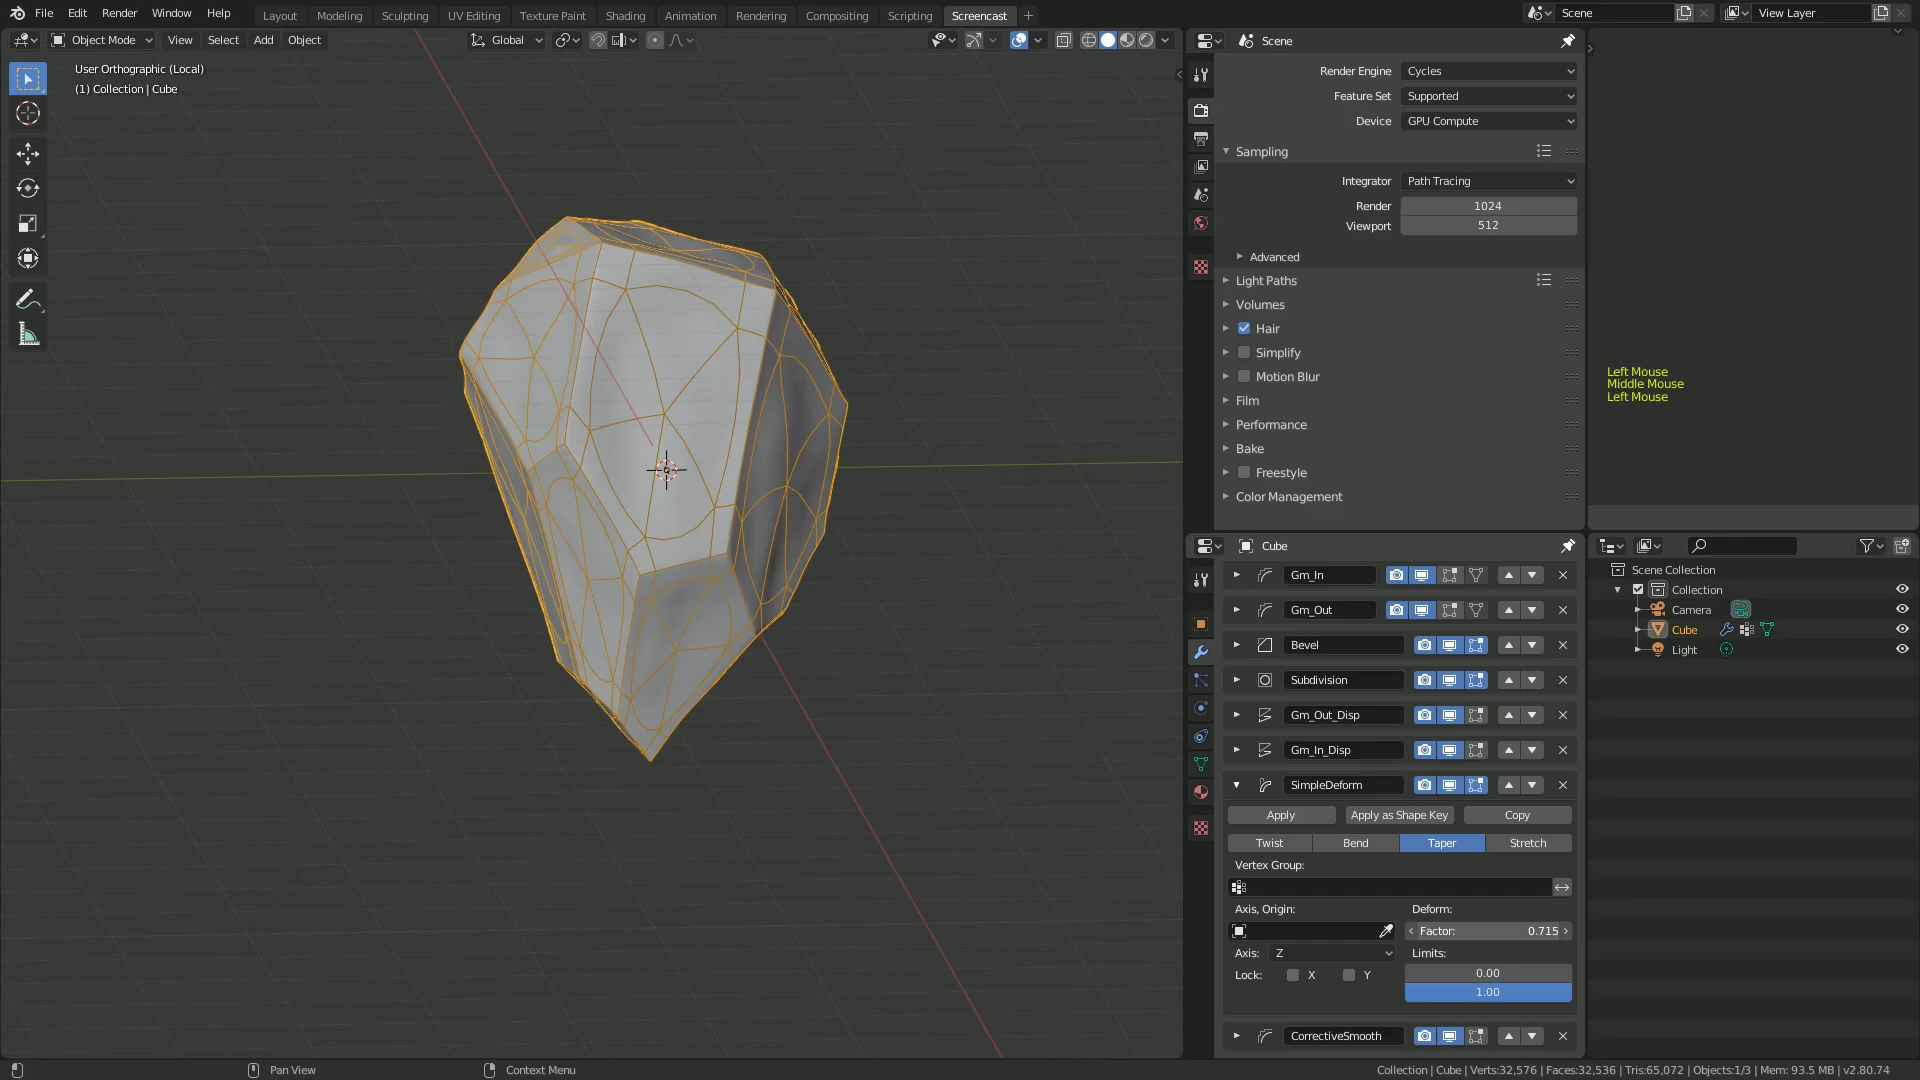 File Edit Render Window Help
Layout Modeling Sculpting UV Editing Texture Paint Shading Animation Rendering Compositing Scripting Screencast +
Scene
View Layer
Object Mode View Select Add Object
Global
User Orthographic (Local)
(1) Collection | Cube
Scene
Render Engine Cycles
Feature Set Supported
Device GPU Compute
Sampling
Integrator Path Tracing
Render 1024
Viewport 512
Advanced
Light Paths
Volumes
Hair
Simplify
Motion Blur
Film
Performance
Bake
Freestyle
Color Management
Left Mouse
Middle Mouse
Left Mouse
Cube
Gm_In
Gm_Out
Bevel
Subdivision
Gm_Out_Disp
Gm_In_Disp
SimpleDeform
Apply Apply as Shape Key Copy
Twist Bend Taper Stretch
Vertex Group:
Axis, Origin: Deform:
Factor: 0.715
Axis: Z Limits:
Lock: X Y 0.00
1.00
CorrectiveSmooth
Scene Collection
Collection
Camera
Cube
Light
Pan View
Context Menu
Collection | Cube | Verts:32,576 | Faces:32,536 | Tris:65,072 | Objects:1/3 | Mem: 93.5 MB | v2.80.74